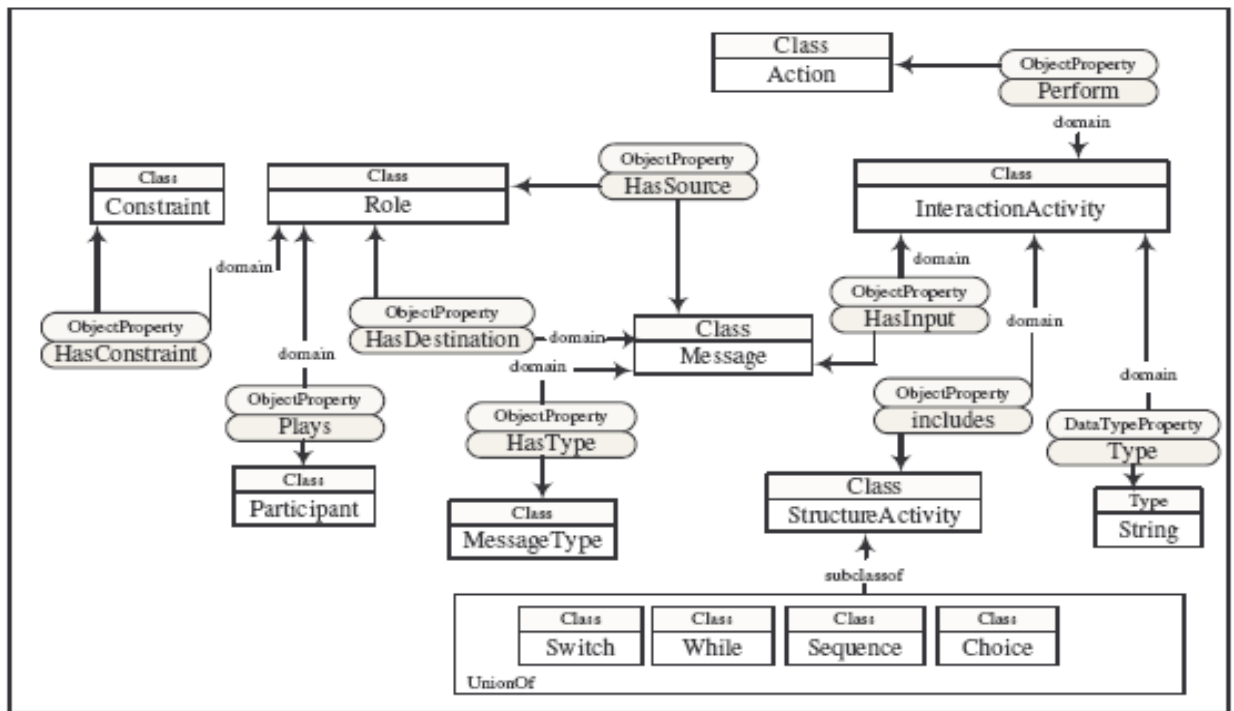 Class
Action
ObjectProperty
Perform
domain
Class
Constraint
Class
Role
ObjectProperty
HasSource
Class
InteractionActivity
domain
domain
ObjectProperty
HasConstraint
ObjectProperty
HasDestination
domain
Class
Message
ObjectProperty
HasInput
domain
domain
domain
domain
ObjectProperty
Plays
ObjectProperty
HasType
ObjectProperty
includes
DataTypeProperty
Type
Class
Participant
Class
MessageType
Class
StructureActivity
Type
String
subclassof
Class
Switch
Class
While
Class
Sequence
Class
Choice
UnionOf